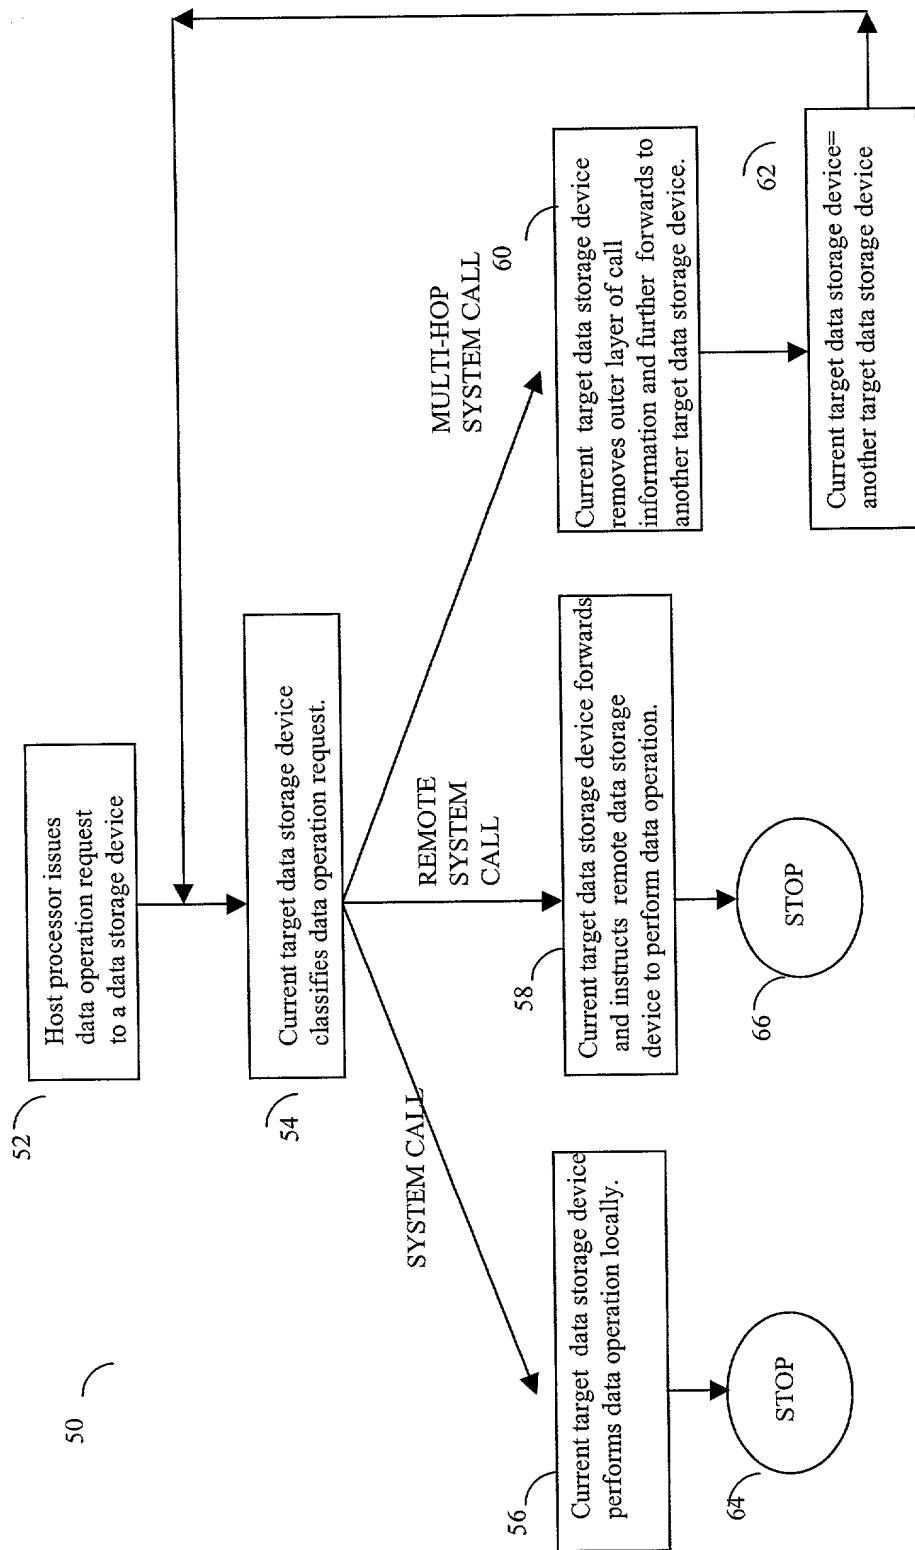 50
52
Host processor issues
data operation request
to a data storage device
54
Current target data storage device
classifies data operation request.
SYSTEM CALL
REMOTE
SYSTEM
CALL
MULTI-HOP
SYSTEM CALL
56
Current target data storage device
performs data operation locally.
58
Current target data storage device forwards
and instructs remote data storage
device to perform data operation.
60
Current target data storage device
removes outer layer of call
information and further forwards to
another target data storage device.
62
Current target data storage device=
another target data storage device
64
STOP
66
STOP